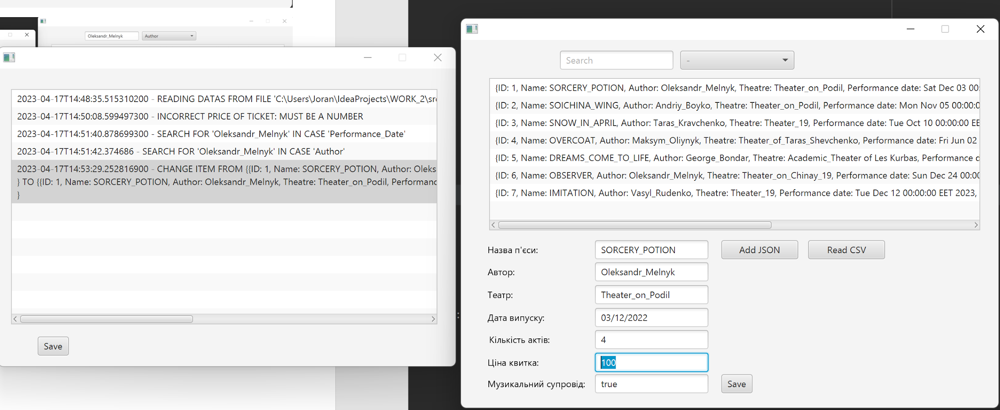 Oleksandr_Melnyk
Author
2023-04-17T14:48:35.515310200 - READING DATAS FROM FILE 'C:\Users\Joran\IdeaProjects\WORK_2\src
2023-04-17T14:50:08.599497300 - INCORRECT PRICE OF TICKET: MUST BE A NUMBER
2023-04-17T14:51:40.878699300 - SEARCH FOR 'Oleksandr_Melnyk' IN CASE 'Performance_Date'
2023-04-17T14:51:42.374686 - SEARCH FOR 'Oleksandr_Melnyk' IN CASE 'Author'
2023-04-17T14:53:29.252816900 - CHANGE ITEM FROM {{ID: 1, Name: SORCERY_POTION, Author: Oleks
} TO {{ID: 1, Name: SORCERY_POTION, Author: Oleksandr_Melnyk, Theatre: Theater_on_Podil, Performanc
}
Save
Search
-
{ID: 1, Name: SORCERY_POTION, Author: Oleksandr_Melnyk, Theatre: Theater_on_Podil, Performance date: Sat Dec 03 00:
{ID: 2, Name: SOICHINA_WING, Author: Andriy_Boyko, Theatre: Theater_on_Podil, Performance date: Mon Nov 05 00:00:0
{ID: 3, Name: SNOW_IN_APRIL, Author: Taras_Kravchenko, Theatre: Theater_19, Performance date: Tue Oct 10 00:00:00 EE
{ID: 4, Name: OVERCOAT, Author: Maksym_Oliynyk, Theatre: Theater_of_Taras_Shevchenko, Performance date: Fri Jun 02
{ID: 5, Name: DREAMS_COME_TO_LIFE, Author: George_Bondar, Theatre: Academic_Theater of Les Kurbas, Performance d
{ID: 6, Name: OBSERVER, Author: Oleksandr_Melnyk, Theatre: Theater_on_Chinay_19, Performance date: Sun Dec 24 00:00
{ID: 7, Name: IMITATION, Author: Vasyl_Rudenko, Theatre: Theater_19, Performance date: Tue Dec 12 00:00:00 EET 2023,
Назва п'єси: SORCERY_POTION Add JSON Read CSV
Автор: Oleksandr_Melnyk
Театр: Theater_on_Podil
Дата випуску: 03/12/2022
Кількість актів: 4
Ціна квитка: 100
Музикальний супровід: true Save